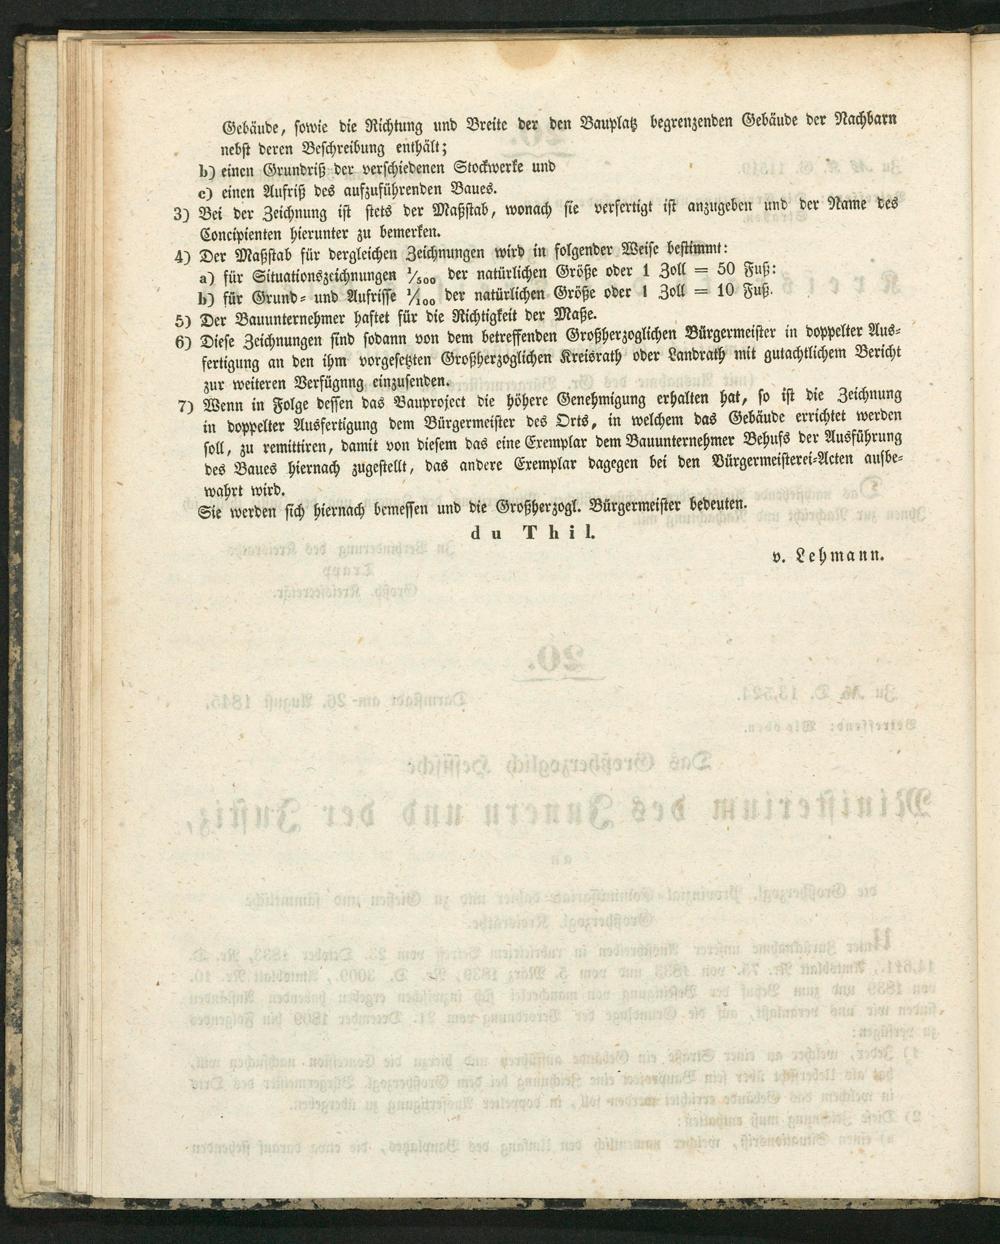 Gebäude, sowie die Richtung und Breite der den Bauplatz begrenzenden Gebäude der Nachbarn
nebst deren Beschreibung enthält;
b) einen Grundriß der verschiedenen Stockwerke und
c) einen Aufriß des aufzuführenden Baues.
3) Bei der Zeichnung ist stets der Maßstab, wonach sie verfertigt ist anzugeben und der Name des
Concipienten hierunter zu bemerken.
4) Der Maßstab für dergleichen Zeichnungen wird in folgender Weise bestimmt:
a) für Situationszeichnungen 1/500 der natürlichen Größe oder 1 Zoll = 50 Fuß:
b) für Grund- und Aufrisse 1/100 der natürlichen Größe oder 1 Zoll = 10 Fuß.
5) Der Bauunternehmer haftet für die Richtigkeit der Maße.
6) Diese Zeichnungen sind sodann von dem betreffenden Großherzoglichen Bürgermeister in doppelter Aus-
fertigung an den ihm vorgesetzten Großherzoglichen Kreisrath oder Landrath mit gutachtlichem Bericht
zur weiteren Verfügnng einzusenden.
7) Wenn in Folge dessen das Bauproject die höhere Genehmigung erhalten hat, so ist die Zeichnung
in doppelter Ausfertigung dem Bürgermeister des Orts, in welchem das Gebäude errichtet werden
soll, zu remittiren, damit von diesem das eine Exemplar dem Bauunternehmer Behufs der Ausführung
des Baues hiernach zugestellt, das andere Exemplar dagegen bei den Bürgermeisterei-Acten aufbe-
wahrt wird.
Sie werden sich hiernach bemessen und die Großherzogl. Bürgermeister bedeuten.
du Thil.
v. Lehmann.